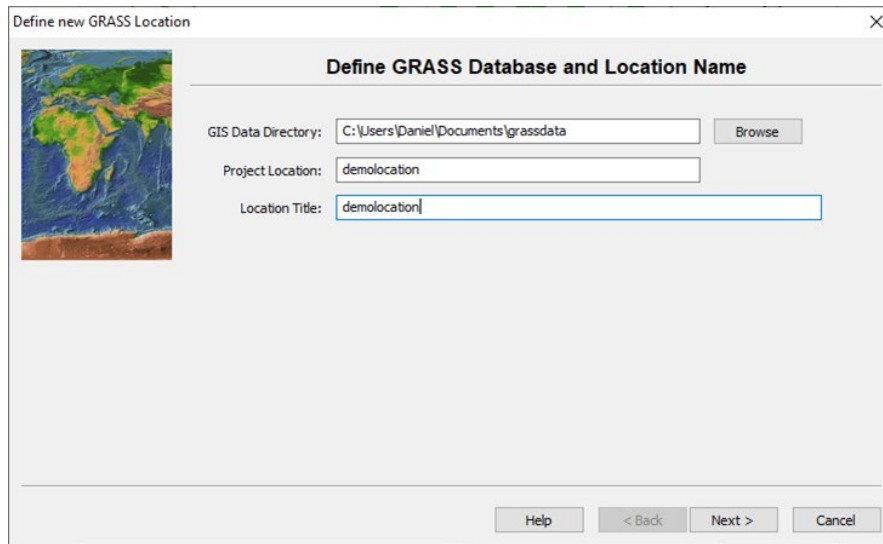 Define new GRASS Location
Define GRASS Database and Location Name
GIS Data Directory: C:\Users\Daniel\Documents\grassdata Browse
Project Location: demolocation
Location Title: demolocation
Help < Back Next > Cancel